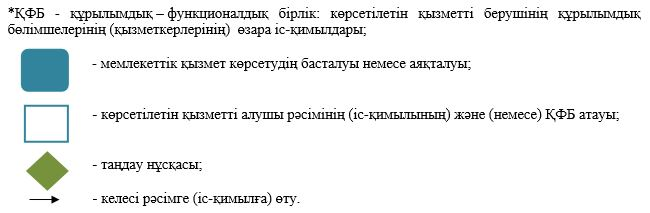 *ҚФБ - құрылымдық – функционалдық бірлік: көрсетілетін қызметті берушінің құрылымдық
бөлімшелерінің (қызметкерлерінің) өзара іс-қимылдары;
- мемлекеттік қызмет көрсетудің басталуы немесе аяқталуы;
- көрсетілетін қызметті алушы рәсімінің (іс-қимылының) және (немесе) ҚФБ атауы;
- таңдау нұсқасы;
- келесі рәсімге (іс-қимылға) өту.